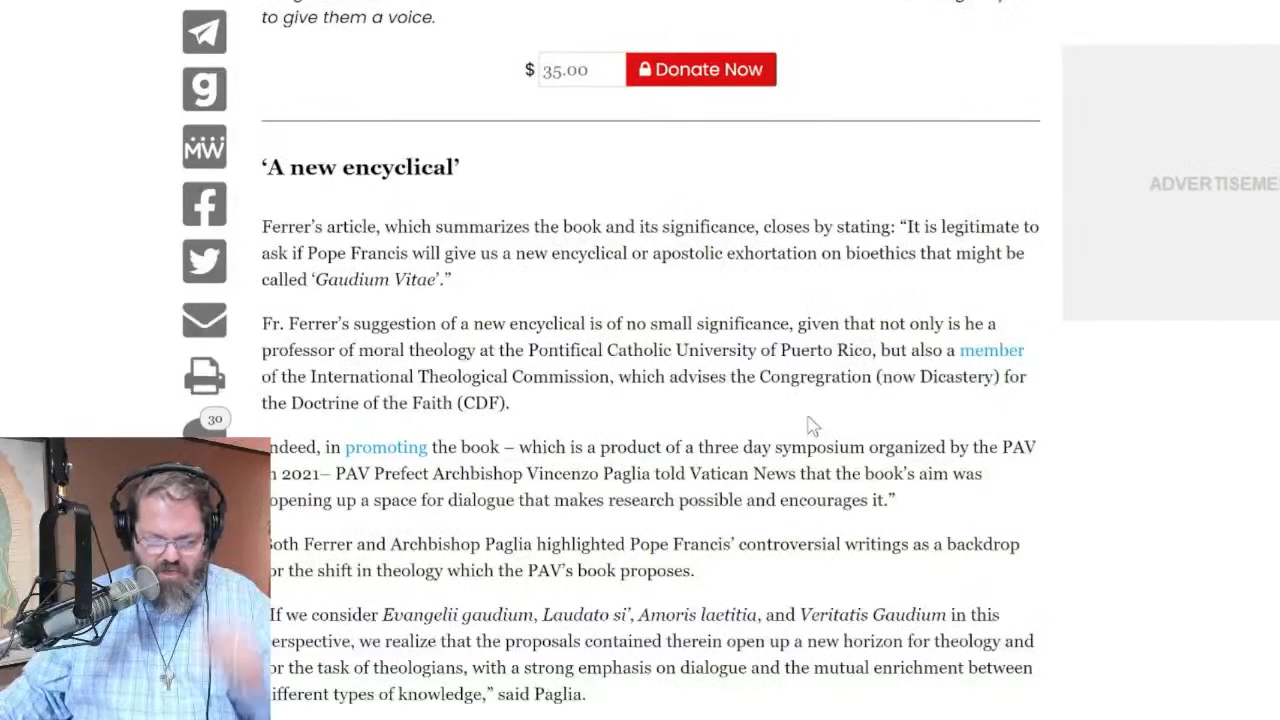 to give them a voice.
$ 35.00 Donate Now
‘A new encyclical’
Ferrer’s article, which summarizes the book and its significance, closes by stating: “It is legitimate to
ask if Pope Francis will give us a new encyclical or apostolic exhortation on bioethics that might be
called ‘Gaudium Vitae’.”
Fr. Ferrer’s suggestion of a new encyclical is of no small significance, given that not only is he a
professor of moral theology at the Pontifical Catholic University of Puerto Rico, but also a member
of the International Theological Commission, which advises the Congregration (now Dicastery) for
the Doctrine of the Faith (CDF).
ndeed, in promoting the book – which is a product of a three day symposium organized by the PAV
n 2021– PAV Prefect Archbishop Vincenzo Paglia told Vatican News that the book’s aim was
opening up a space for dialogue that makes research possible and encourages it.”
oth Ferrer and Archbishop Paglia highlighted Pope Francis’ controversial writings as a backdrop
or the shift in theology which the PAV’s book proposes.
If we consider Evangelii gaudium, Laudato si’, Amoris laetitia, and Veritatis Gaudium in this
erspective, we realize that the proposals contained therein open up a new horizon for theology and
or the task of theologians, with a strong emphasis on dialogue and the mutual enrichment between
ifferent types of knowledge,” said Paglia.
g
MW
30
ADVERTISEME